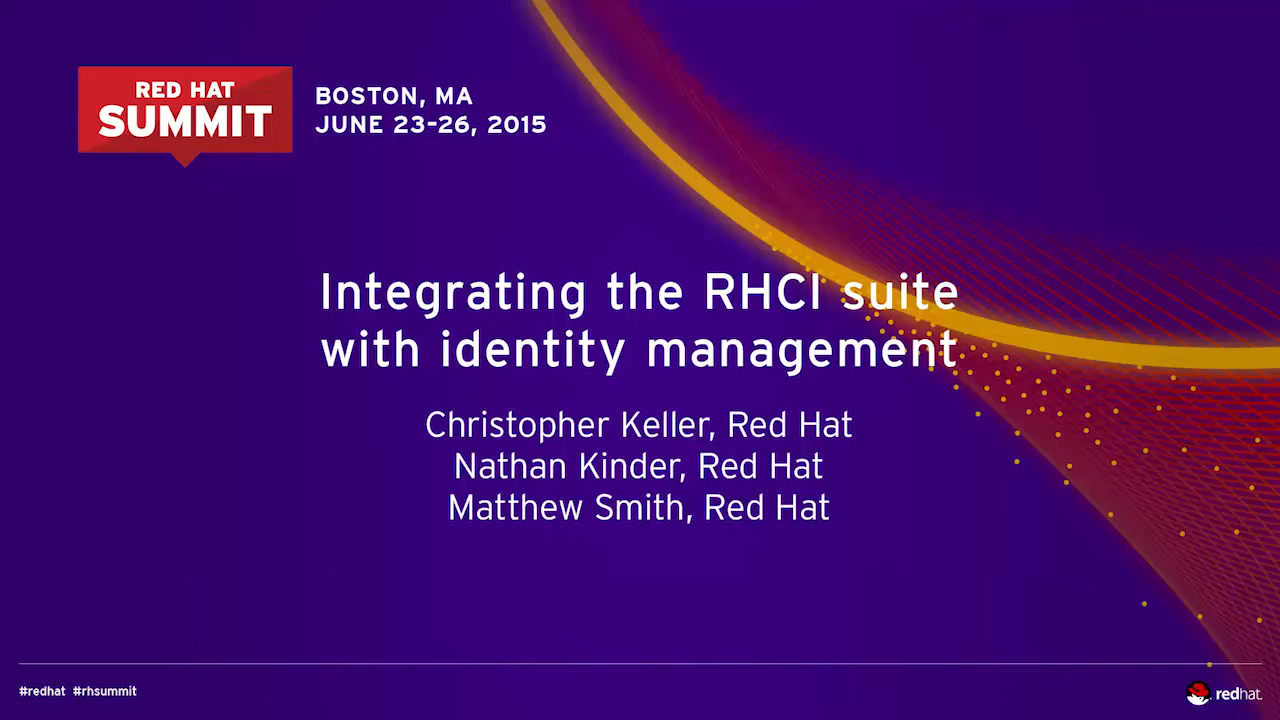 RED HAT
SUMMIT
BOSTON, MA
JUNE 23-26, 2015
Integrating the RHCI suite
with identity management
Christopher Keller, Red Hat
Nathan Kinder, Red Hat
Matthew Smith, Red Hat
#redhat #rhsummit
redhat.